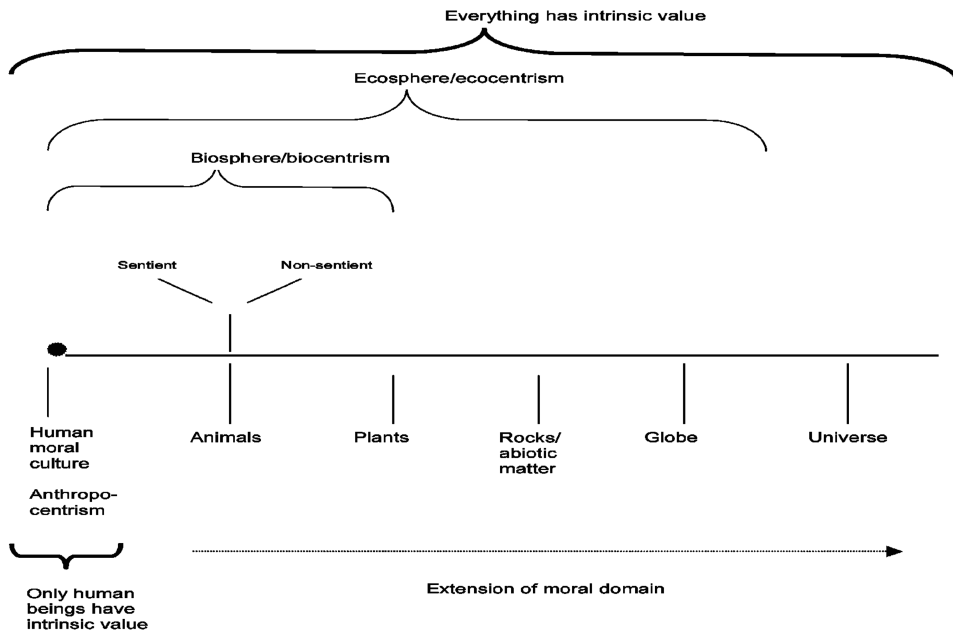 Everything has intrinsic value
Ecosphere/ecocentrism
Biosphere/biocentrism
Sentient
Non-sentient
Human
moral
culture
Animals
Plants
Rocks/
abiotic
matter
Globe
Universe
Anthropo-
centrism
Only human
beings have
intrinsic value
Extension of moral domain